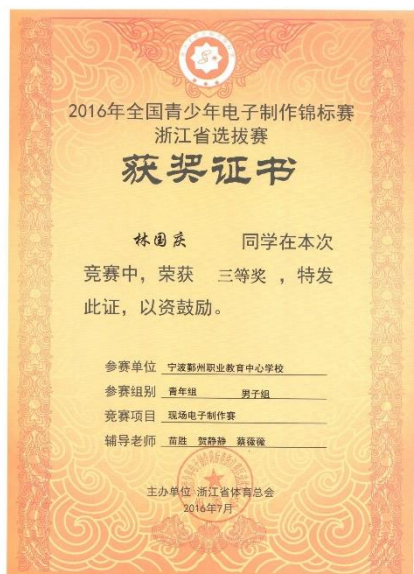 2016年全国青少年电子制作锦标赛
浙江省选拔赛
获奖证书
林国庆 同学在本次
竞赛中，荣获 三等奖 ，特发
此证，以资鼓励。
参赛单位 宁波鄞州职业教育中心学校
参赛组别 青年组 男子组
竞赛项目 现场电子制作赛
辅导老师 苗胜 贺静静 蔡薇薇
主办单位 浙江省体育总会
2016年7月